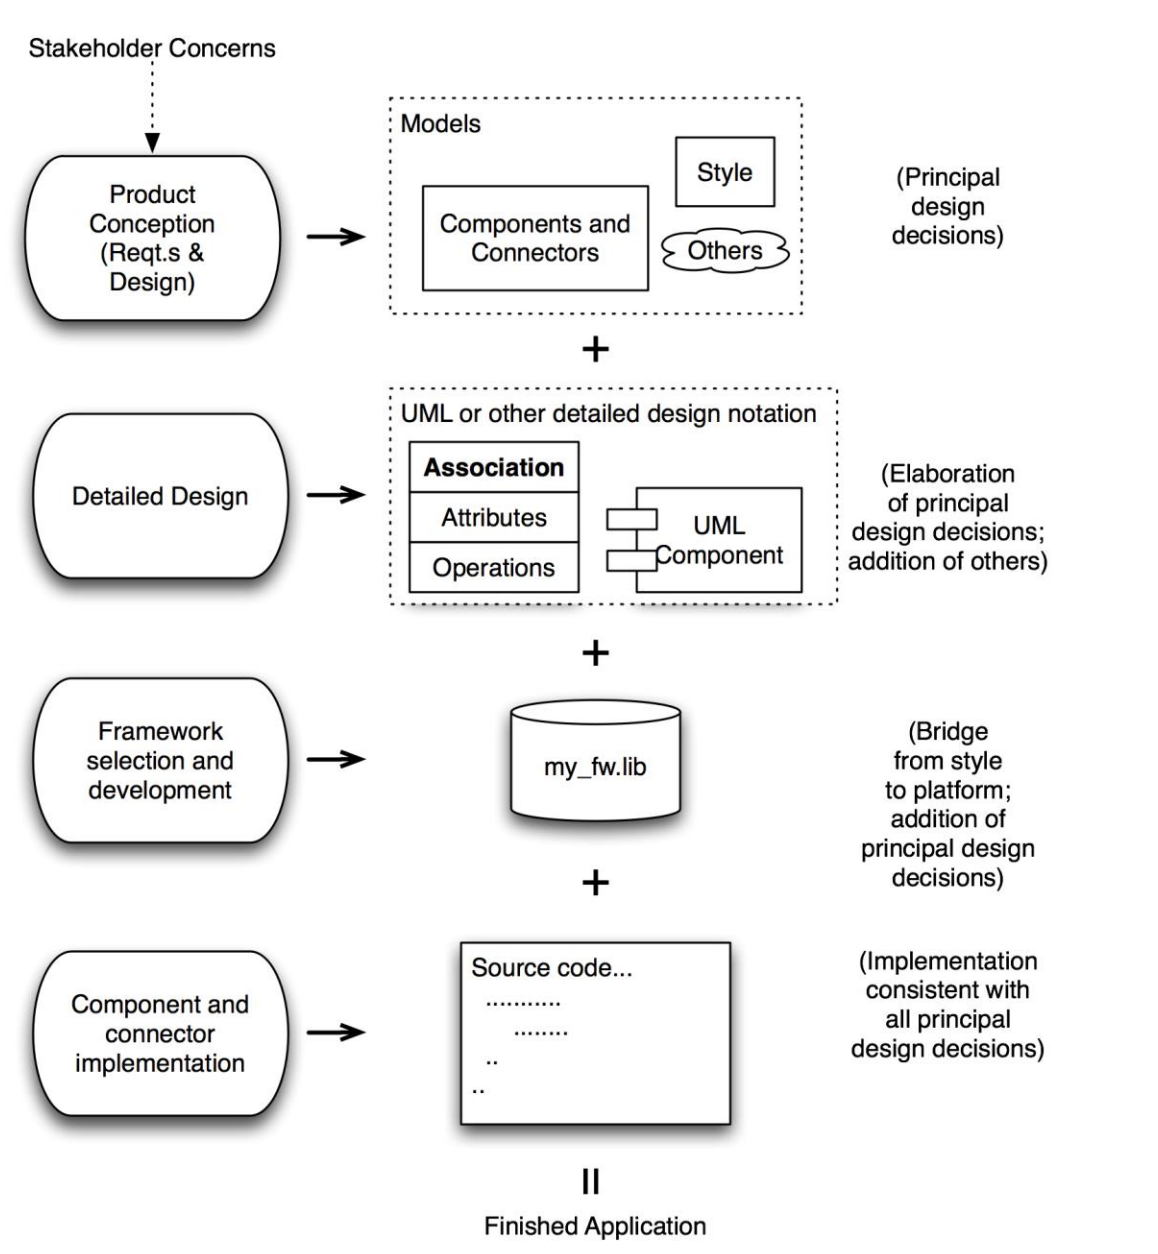 Stakeholder Concerns
Product
Conception
(Reqt.s &
Design)
Models
Components and
Connectors
Style
Others
(Principal
design
decisions)
+
Detailed Design
UML or other detailed design notation
Association
Attributes
Operations
UML
Component
(Elaboration
of principal
design decisions;
addition of others)
+
Framework
selection and
development
my_fw.lib
(Bridge
from style
to platform;
addition of
principal design
decisions)
+
Component and
connector
implementation
Source code...
...........
........
..
..
(Implementation
consistent with
all principal
design decisions)
=
Finished Application